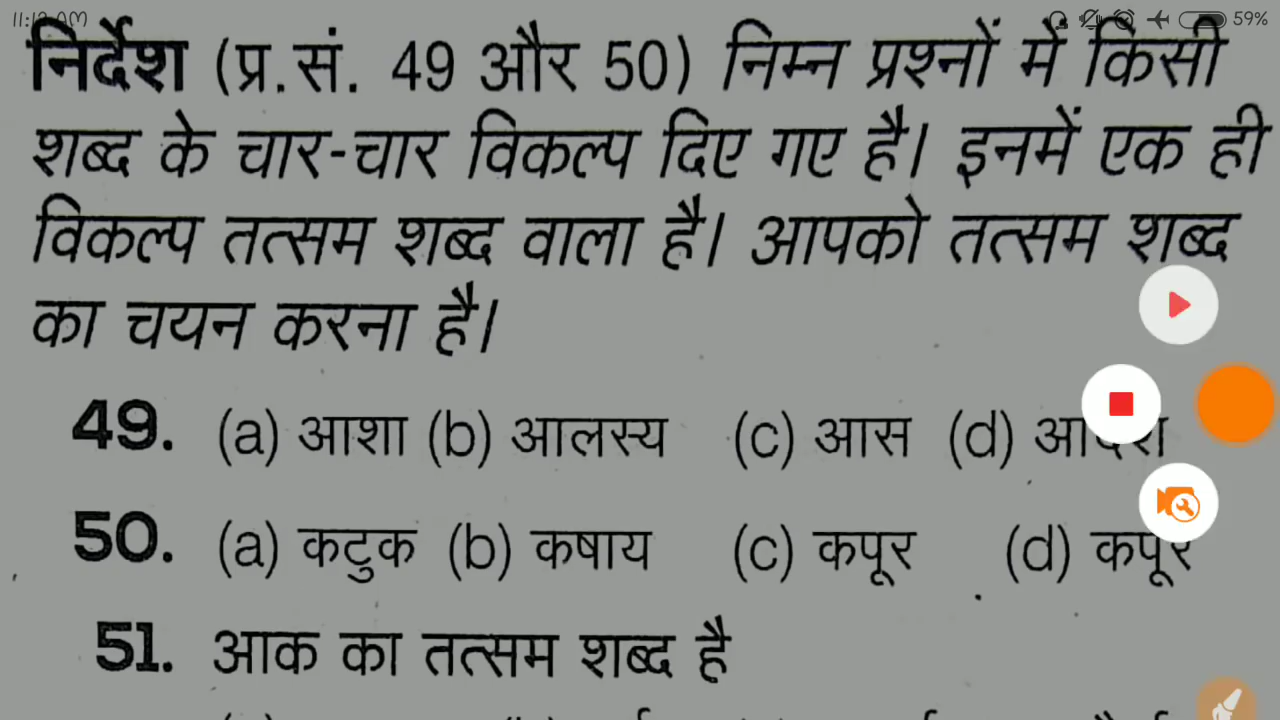 59%
निर्देश (प्र.सं. 49 और 50) निम्न प्रश्नों में किसी
शब्द के चार-चार विकल्प दिए गए है। इनमें एक ही
विकल्प तत्सम शब्द वाला है। आपको तत्सम शब्द
का चयन करना है।
49. (a) आशा (b) आलस्य (c) आस (d)
50. (a) कटुक (b) कषाय (c) कपूर (d) कपूर
51. आक का तत्सम शब्द है